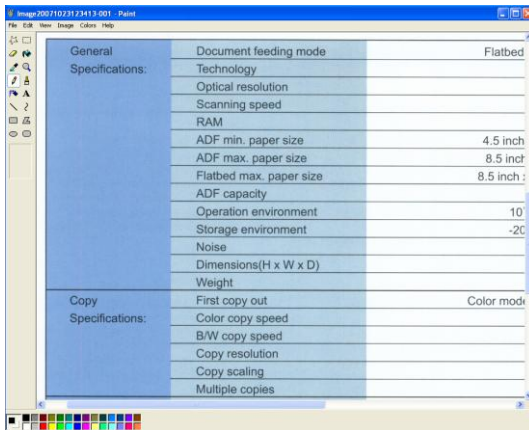 Image20071023123413-001 - Paint
File Edit View Image Colors Help
General Document feeding mode Flatbed
Specifications: Technology
Optical resolution
Scanning speed
RAM
ADF min. paper size 4.5 inch
ADF max. paper size 8.5 inch
Flatbed max. paper size 8.5 inch
ADF capacity
Operation environment 10
Storage environment -20
Noise
Dimensions(H x W x D)
Weight
Copy First copy out Color mode
Specifications: Color copy speed
B/W copy speed
Copy resolution
Copy scaling
Multiple copies